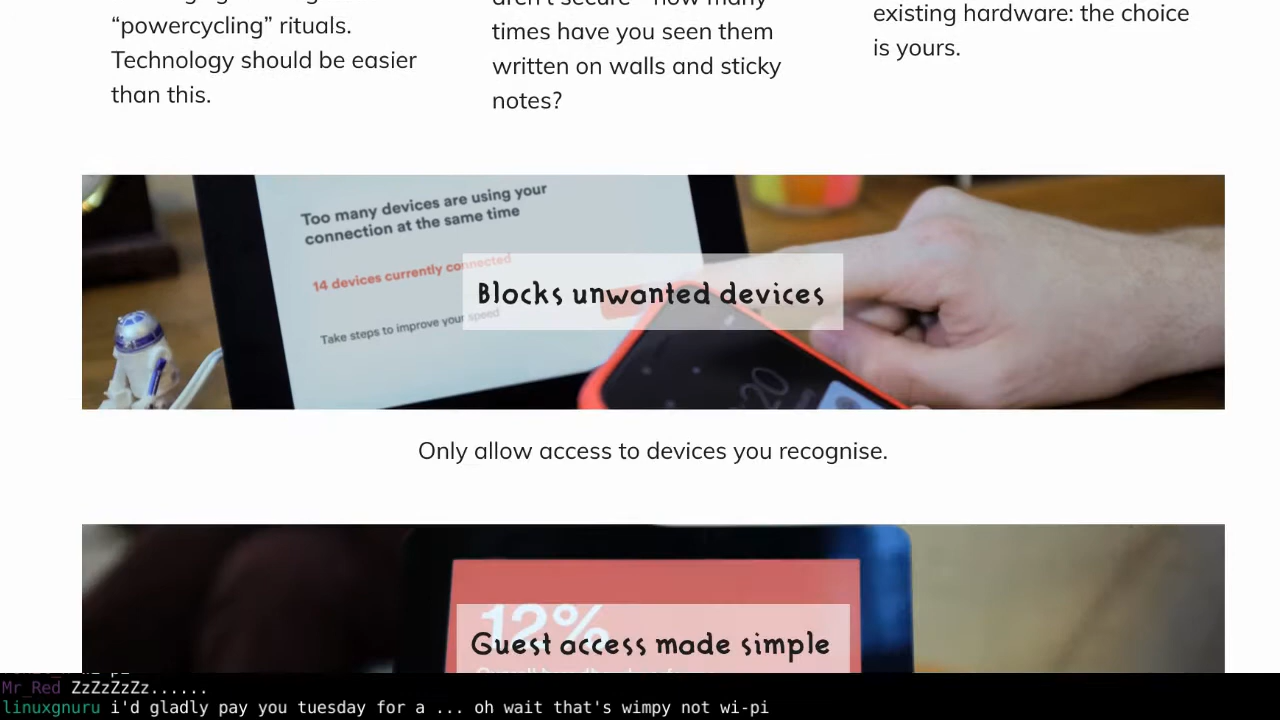 “powercycling” rituals.
Technology should be easier
than this.
times have you seen them
written on walls and sticky
notes?
existing hardware: the choice
is yours.
Too many devices are using your
connection at the same time
14 devices currently connected
Take steps to improve your speed
Blocks unwanted devices
Only allow access to devices you recognise.
12%
Guest access made simple
Mr_Red ZzZzZzZz......
linuxgnuru i'd gladly pay you tuesday for a ... oh wait that's wimpy not wi-pi